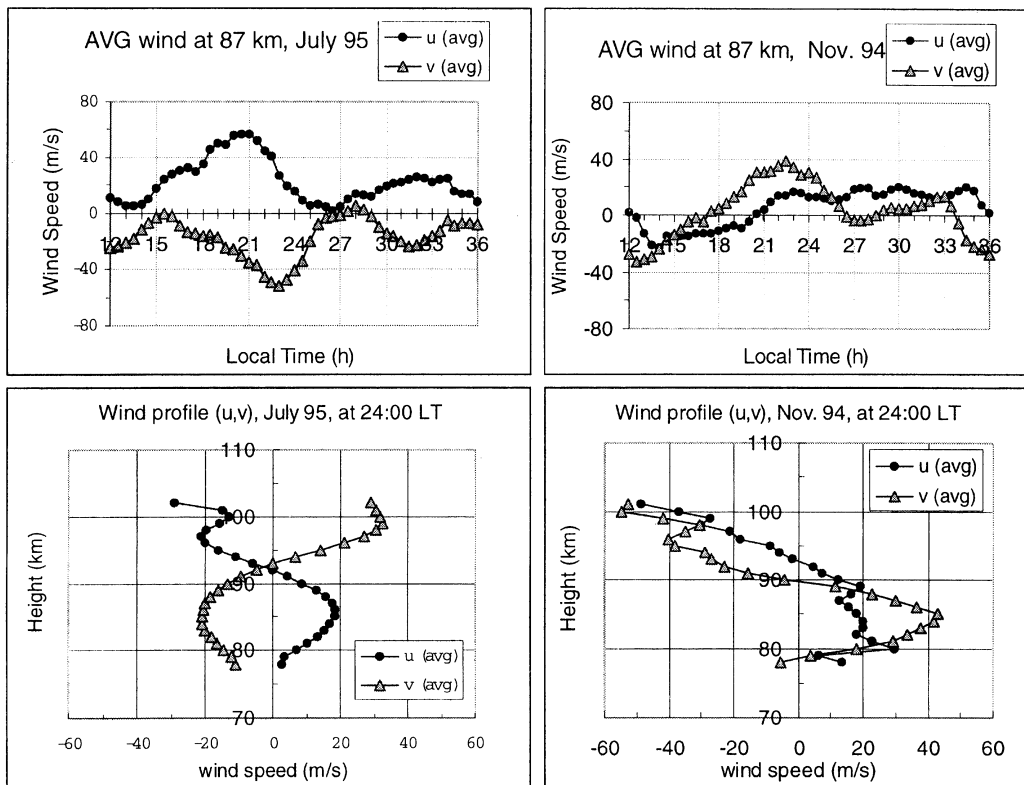 AVG wind at 87 km, July 95
u (avg)
v (avg)
80
40
0
-40
-80
12 15 18 21 24 27 30 33 36
Wind Speed (m/s)
Local Time (h)
AVG wind at 87 km, Nov. 94
u (avg)
v (avg)
80
40
0
-40
-80
12 15 18 21 24 27 30 33 36
Wind Speed (m/s)
Local Time (h)
Wind profile (u,v), July 95, at 24:00 LT
110
100
90
80
70
Height (km)
u (avg)
v (avg)
-60 -40 -20 0 20 40 60
wind speed (m/s)
Wind profile (u,v), Nov. 94, at 24:00 LT
110
100
90
80
70
Height (km)
u (avg)
v (avg)
-60 -40 -20 0 20 40 60
wind speed (m/s)